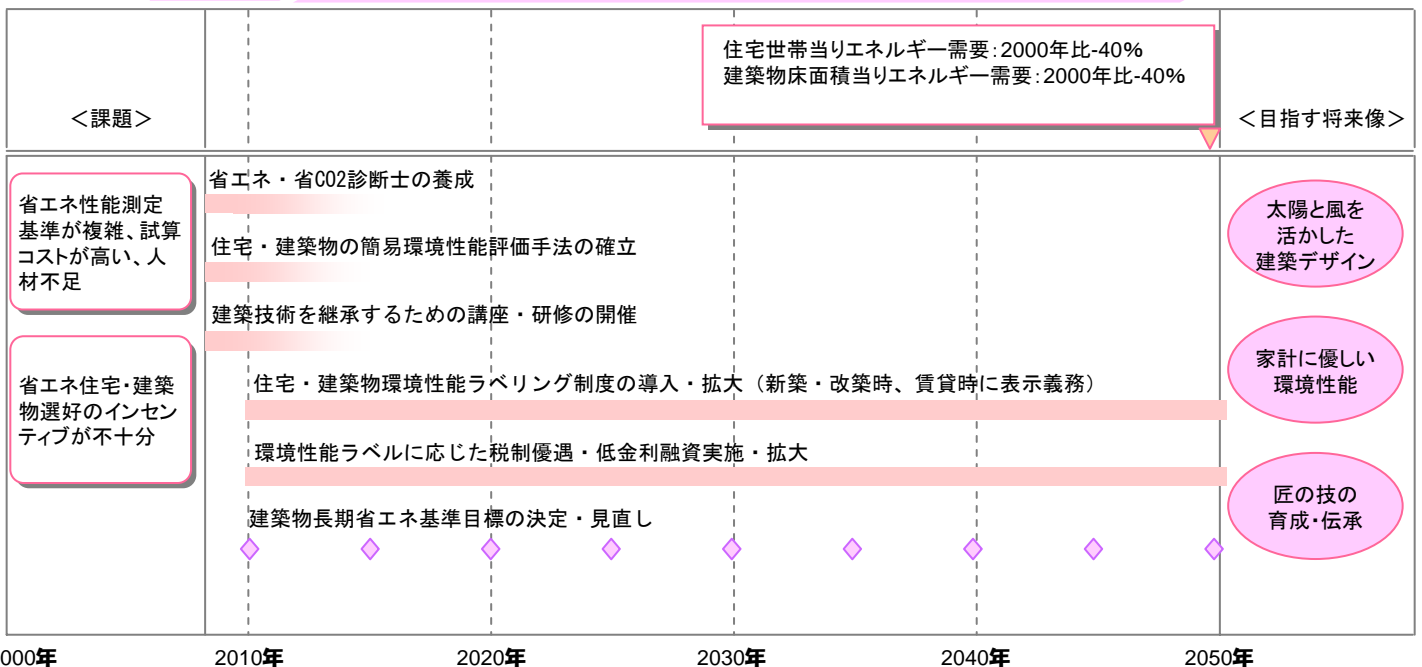 住宅世帯当りエネルギー需要:2000年比-40%
建築物床面積当りエネルギー需要:2000年比-40%
＜課題＞
＜目指す将来像＞
省エネ性能測定
基準が複雑、試算
コストが高い、人
材不足
省エネ住宅・建築
物選好のインセン
ティブが不十分
省エネ・省CO2診断士の養成
住宅・建築物の簡易環境性能評価手法の確立
建築技術を継承するための講座・研修の開催
住宅・建築物環境性能ラベリング制度の導入・拡大（新築・改築時、賃貸時に表示義務）
環境性能ラベルに応じた税制優遇・低金利融資実施・拡大
建築物長期省エネ基準目標の決定・見直し
太陽と風を
活かした
建築デザイン
家計に優しい
環境性能
匠の技の
育成・伝承
000年
2010年
2020年
2030年
2040年
2050年